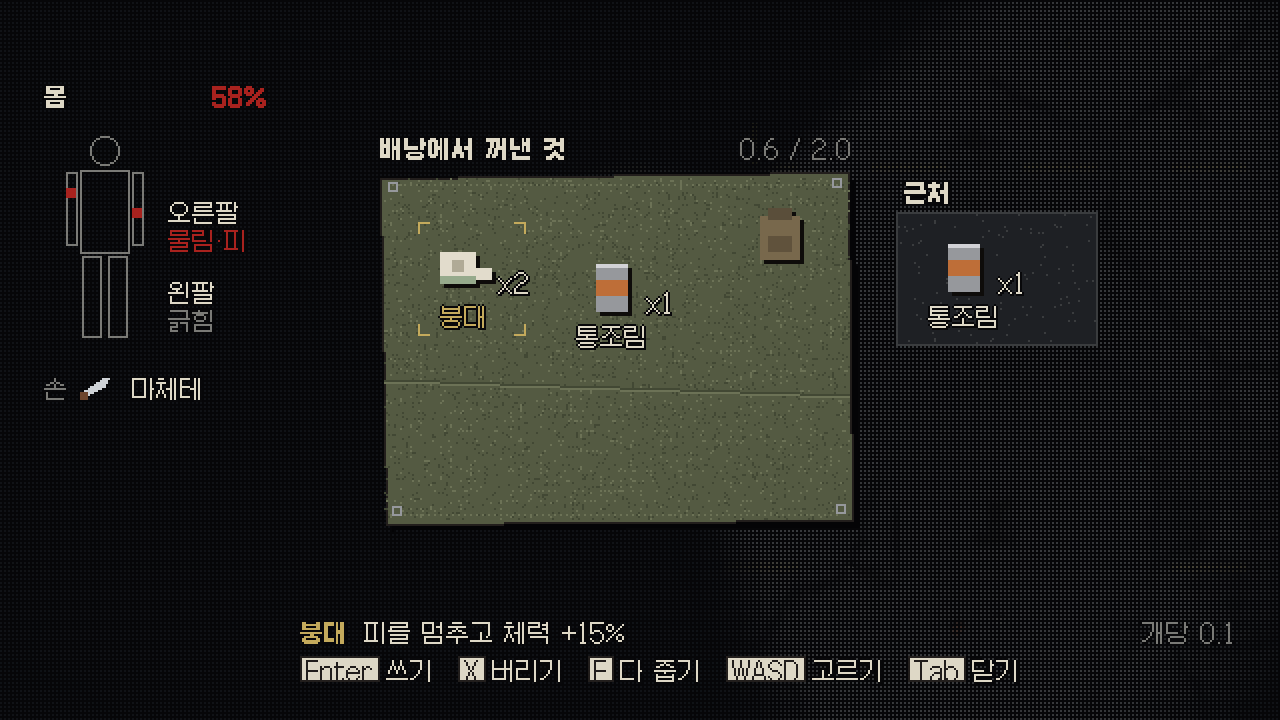 몸 58%
오른팔
물림·피
왼팔
긁힘
손 마체테
배낭에서 꺼낸 것 0.6 / 2.0
x2
붕대
x1
통조림
근처
x1
통조림
붕대 피를 멈추고 체력 +15% 개당 0.1
Enter 쓰기 X 버리기 F 다 줍기 WASD 고르기 Tab 닫기